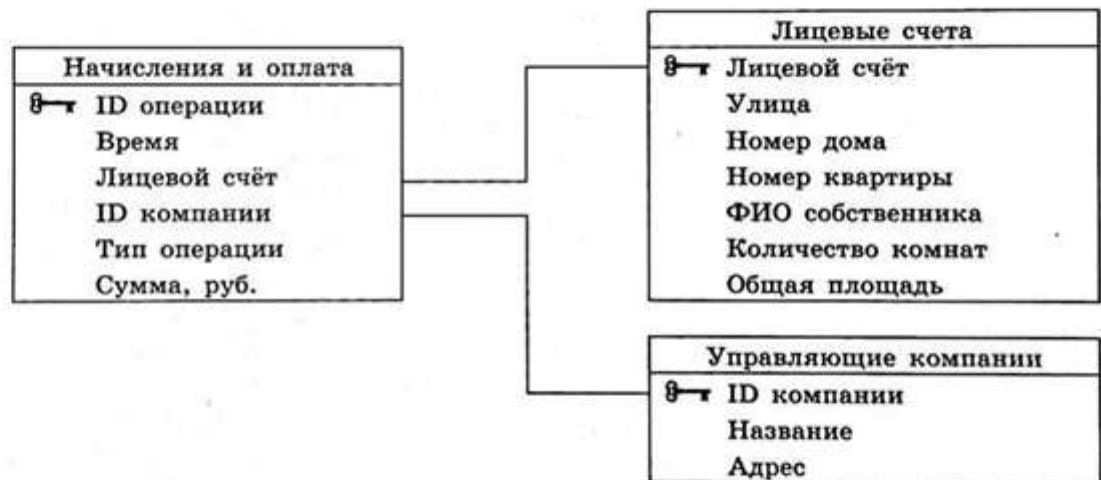 Начисления и оплата
ID операции
Время
Лицевой счёт
ID компании
Тип операции
Сумма, руб.
Лицевые счета
Лицевой счёт
Улица
Номер дома
Номер квартиры
ФИО собственника
Количество комнат
Общая площадь
Управляющие компании
ID компании
Название
Адрес